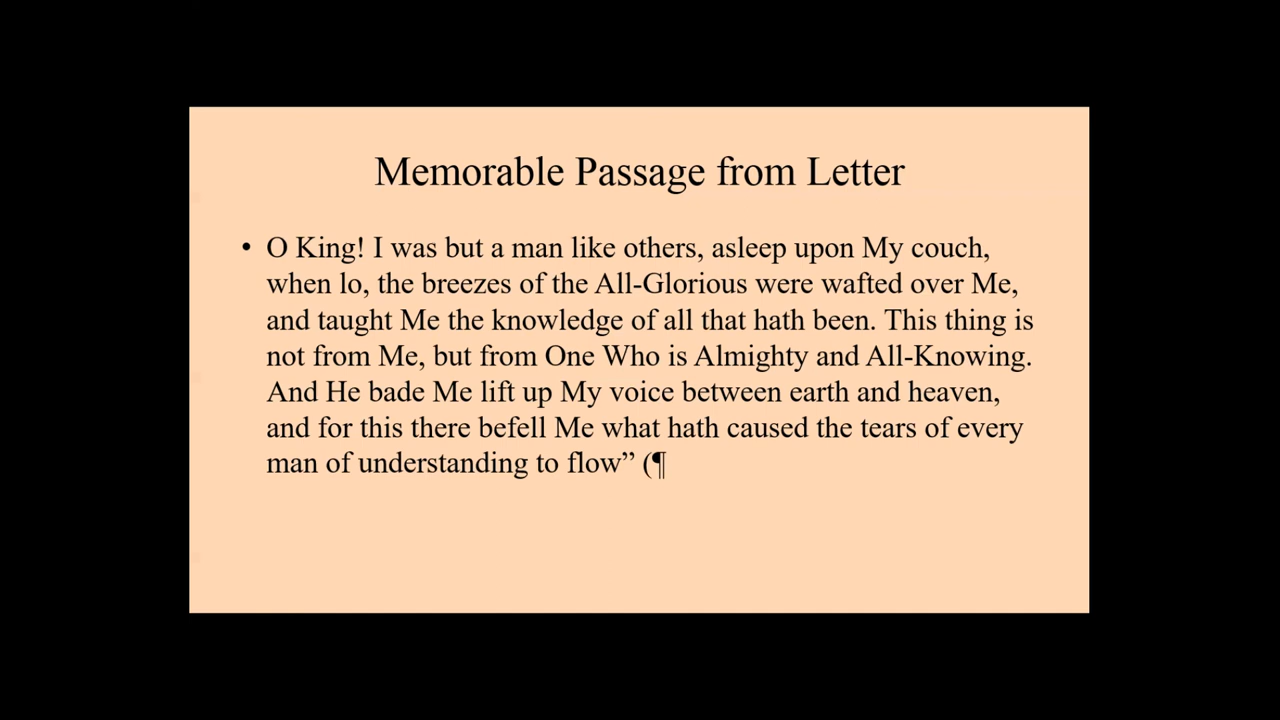 Memorable Passage from Letter
• O King! I was but a man like others, asleep upon My couch,
when lo, the breezes of the All-Glorious were wafted over Me,
and taught Me the knowledge of all that hath been. This thing is
not from Me, but from One Who is Almighty and All-Knowing.
And He bade Me lift up My voice between earth and heaven,
and for this there befell Me what hath caused the tears of every
man of understanding to flow” (¶